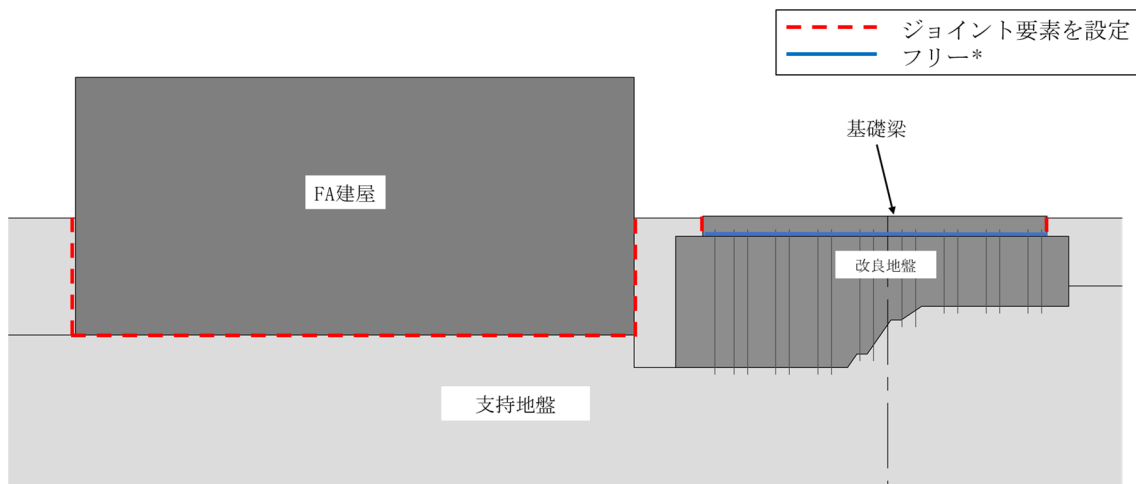 ジョイント要素を設定
フリー*
基礎梁
FA建屋
改良地盤
支持地盤